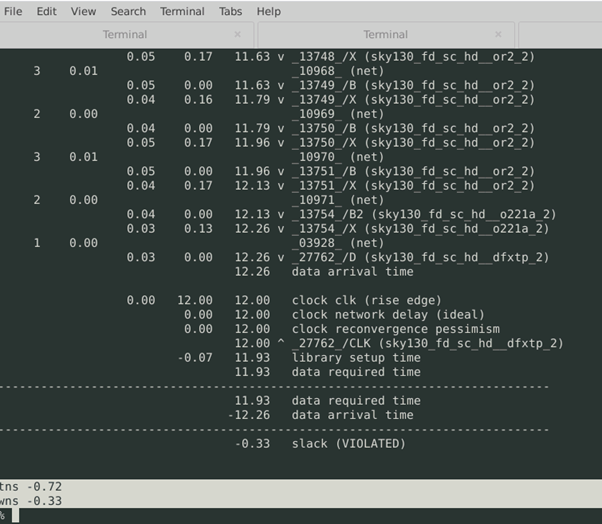 File Edit View Search Terminal Tabs Help
Terminal × Terminal ×
0.05 0.17 11.63 v _13748_/X (sky130_fd_sc_hd__or2_2)
3 0.01 _10968_ (net)
0.05 0.00 11.63 v _13749_/B (sky130_fd_sc_hd__or2_2)
0.04 0.16 11.79 v _13749_/X (sky130_fd_sc_hd__or2_2)
2 0.00 _10969_ (net)
0.04 0.00 11.79 v _13750_/B (sky130_fd_sc_hd__or2_2)
0.05 0.17 11.96 v _13750_/X (sky130_fd_sc_hd__or2_2)
3 0.01 _10970_ (net)
0.05 0.00 11.96 v _13751_/B (sky130_fd_sc_hd__or2_2)
0.04 0.17 12.13 v _13751_/X (sky130_fd_sc_hd__or2_2)
2 0.00 _10971_ (net)
0.04 0.00 12.13 v _13754_/B2 (sky130_fd_sc_hd__o221a_2)
0.03 0.13 12.26 v _13754_/X (sky130_fd_sc_hd__o221a_2)
1 0.00 _03928_ (net)
0.03 0.00 12.26 v _27762_/D (sky130_fd_sc_hd__dfxtp_2)
12.26 data arrival time
0.00 12.00 12.00 clock clk (rise edge)
0.00 12.00 clock network delay (ideal)
0.00 12.00 clock reconvergence pessimism
12.00 ^ _27762_/CLK (sky130_fd_sc_hd__dfxtp_2)
-0.07 11.93 library setup time
11.93 data required time
-----------------------------------------------------------------------------
11.93 data required time
-12.26 data arrival time
-----------------------------------------------------------------------------
-0.33 slack (VIOLATED)
tns -0.72
wns -0.33
%